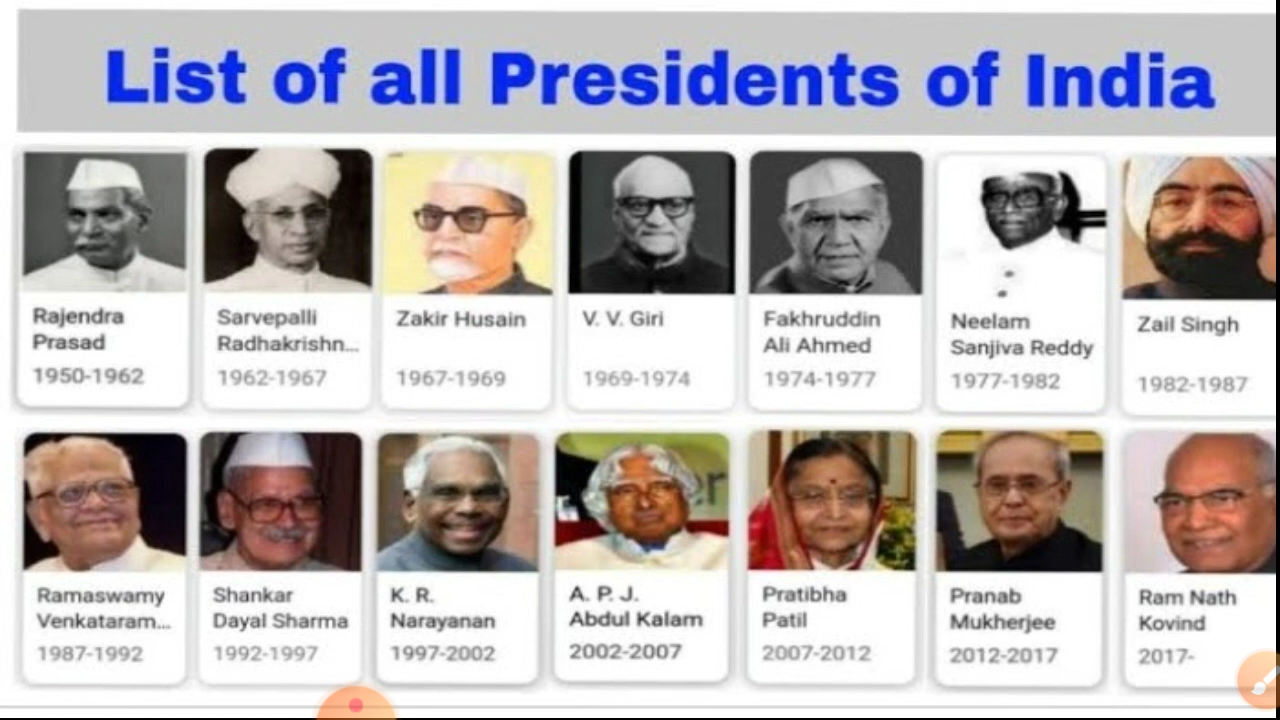 List of all Presidents of India
Rajendra
Prasad
1950-1962
Sarvepalli
Radhakrishn...
1962-1967
Zakir Husain
1967-1969
V. V. Giri
1969-1974
Fakhruddin
Ali Ahmed
1974-1977
Neelam
Sanjiva Reddy
1977-1982
Zail Singh
1982-1987
Ramaswamy
Venkataram...
1987-1992
Shankar
Dayal Sharma
1992-1997
K. R.
Narayanan
1997-2002
A. P. J.
Abdul Kalam
2002-2007
Pratibha
Patil
2007-2012
Pranab
Mukherjee
2012-2017
Ram Nath
Kovind
2017-